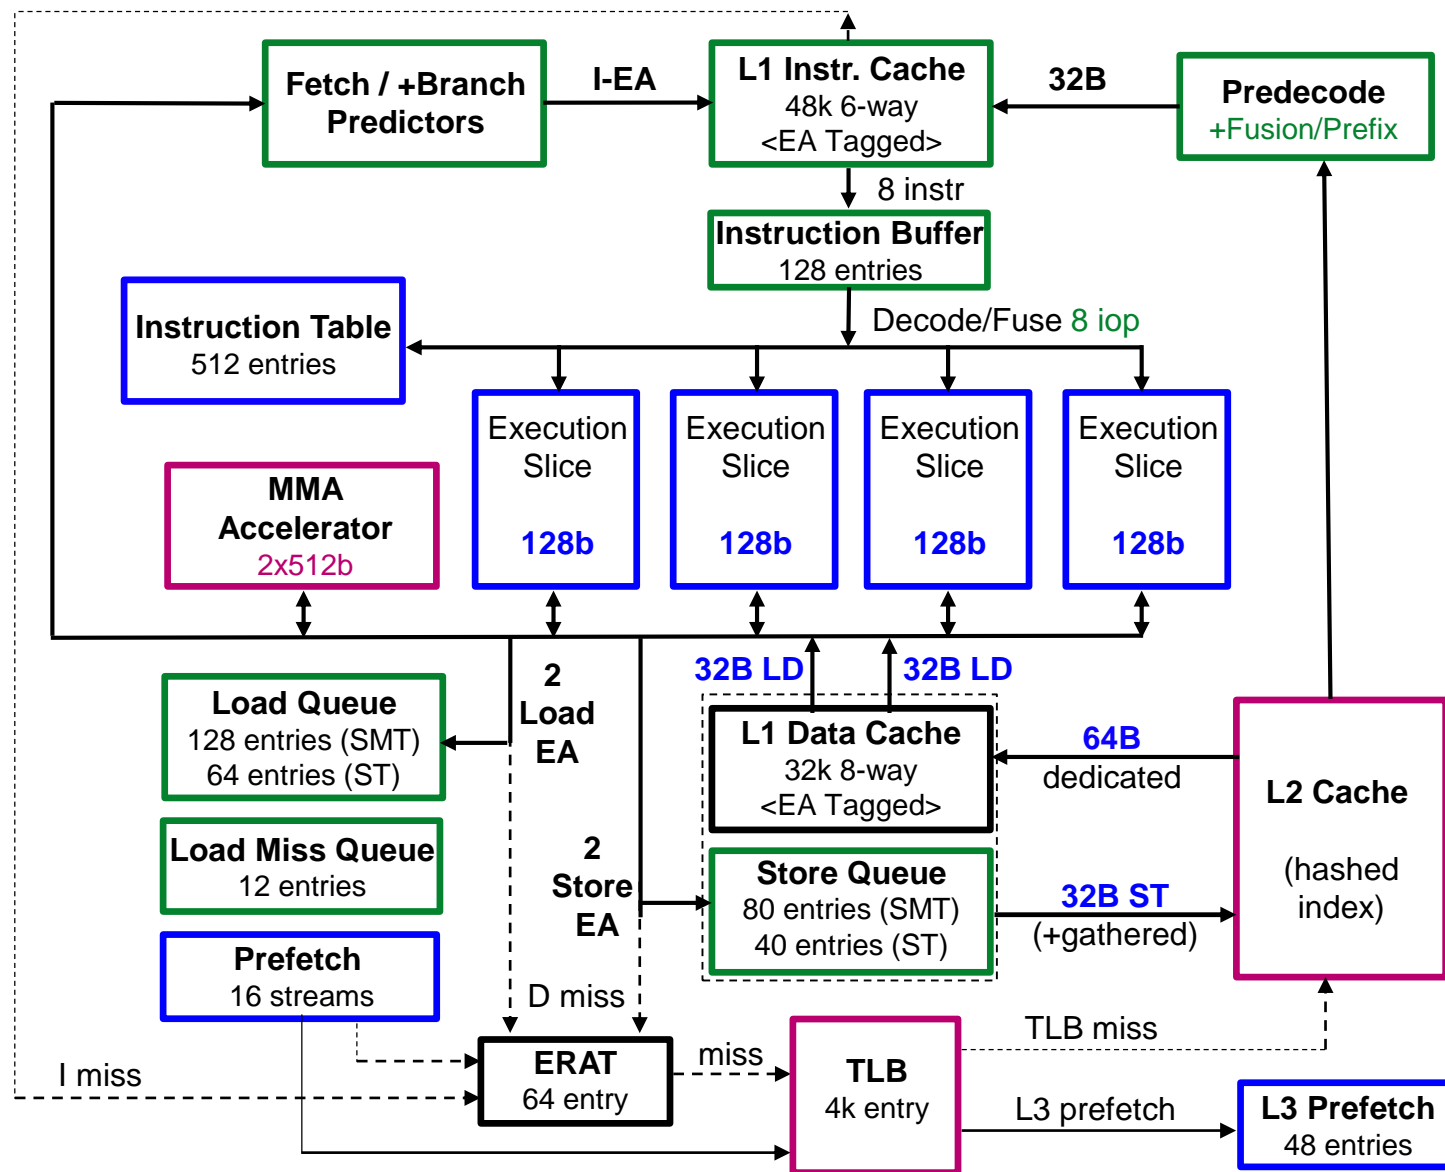 Fetch / +Branch
Predictors
I-EA
L1 Instr. Cache
48k 6-way
<EA Tagged>
32B
Predecode
+Fusion/Prefix
8 instr
Instruction Buffer
128 entries
Decode/Fuse 8 iop
Instruction Table
512 entries
Execution
Slice
128b
Execution
Slice
128b
Execution
Slice
128b
Execution
Slice
128b
MMA
Accelerator
2x512b
2
Load
EA
32B LD
32B LD
Load Queue
128 entries (SMT)
64 entries (ST)
L1 Data Cache
32k 8-way
<EA Tagged>
64B
dedicated
L2 Cache
(hashed
index)
Load Miss Queue
12 entries
2
Store
EA
Store Queue
80 entries (SMT)
40 entries (ST)
32B ST
(+gathered)
Prefetch
16 streams
D miss
I miss
ERAT
64 entry
miss
TLB
4k entry
TLB miss
L3 prefetch
L3 Prefetch
48 entries